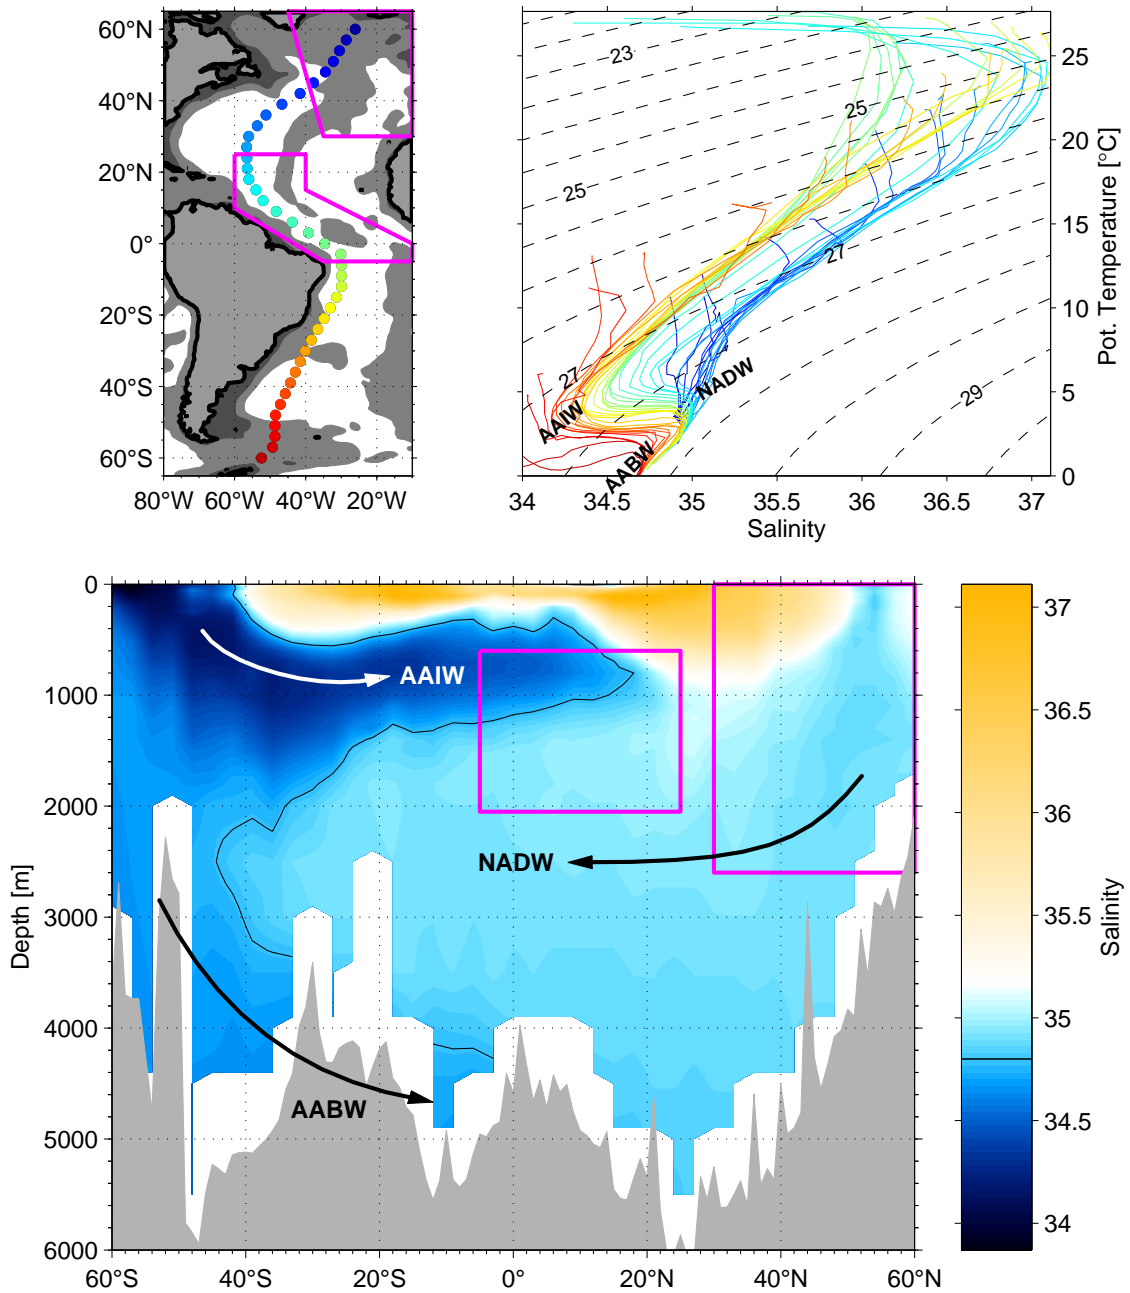 60°N
40°N
20°N
0°
20°S
40°S
60°S
80°W
60°W
40°W
20°W
23
25
25
27
27
29
NADW
AAIW
AABW
25
20
15
10
5
0
Pot. Temperature [°C]
34
34.5
35
35.5
36
36.5
37
Salinity
0
1000
2000
3000
4000
5000
6000
Depth [m]
AAIW
NADW
AABW
60°S
40°S
20°S
0°
20°N
40°N
60°N
37
36.5
36
35.5
35
34.5
34
Salinity